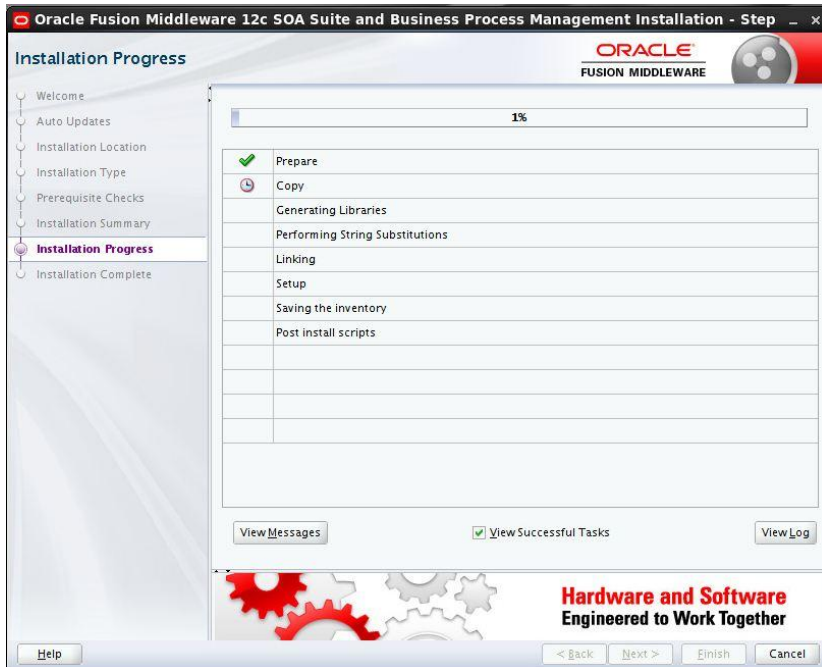 Oracle Fusion Middleware 12c SOA Suite and Business Process Management Installation - Step
Installation Progress
ORACLE
FUSION MIDDLEWARE
Welcome
Auto Updates
Installation Location
Installation Type
Prerequisite Checks
Installation Summary
Installation Progress
Installation Complete
1%
Prepare
Copy
Generating Libraries
Performing String Substitutions
Linking
Setup
Saving the inventory
Post install scripts
View Messages
View Successful Tasks
View Log
Hardware and Software
Engineered to Work Together
Help
< Back
Next >
Finish
Cancel